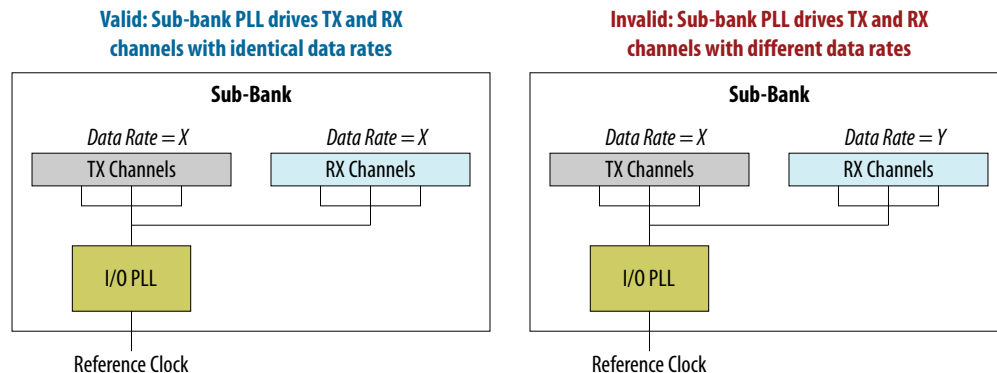 Valid: Sub-bank PLL drives TX and RX
channels with identical data rates
Sub-Bank
Data Rate = X
Data Rate = X
TX Channels
RX Channels
I/O PLL
Reference Clock
Invalid: Sub-bank PLL drives TX and RX
channels with different data rates
Sub-Bank
Data Rate = X
Data Rate = Y
TX Channels
RX Channels
I/O PLL
Reference Clock